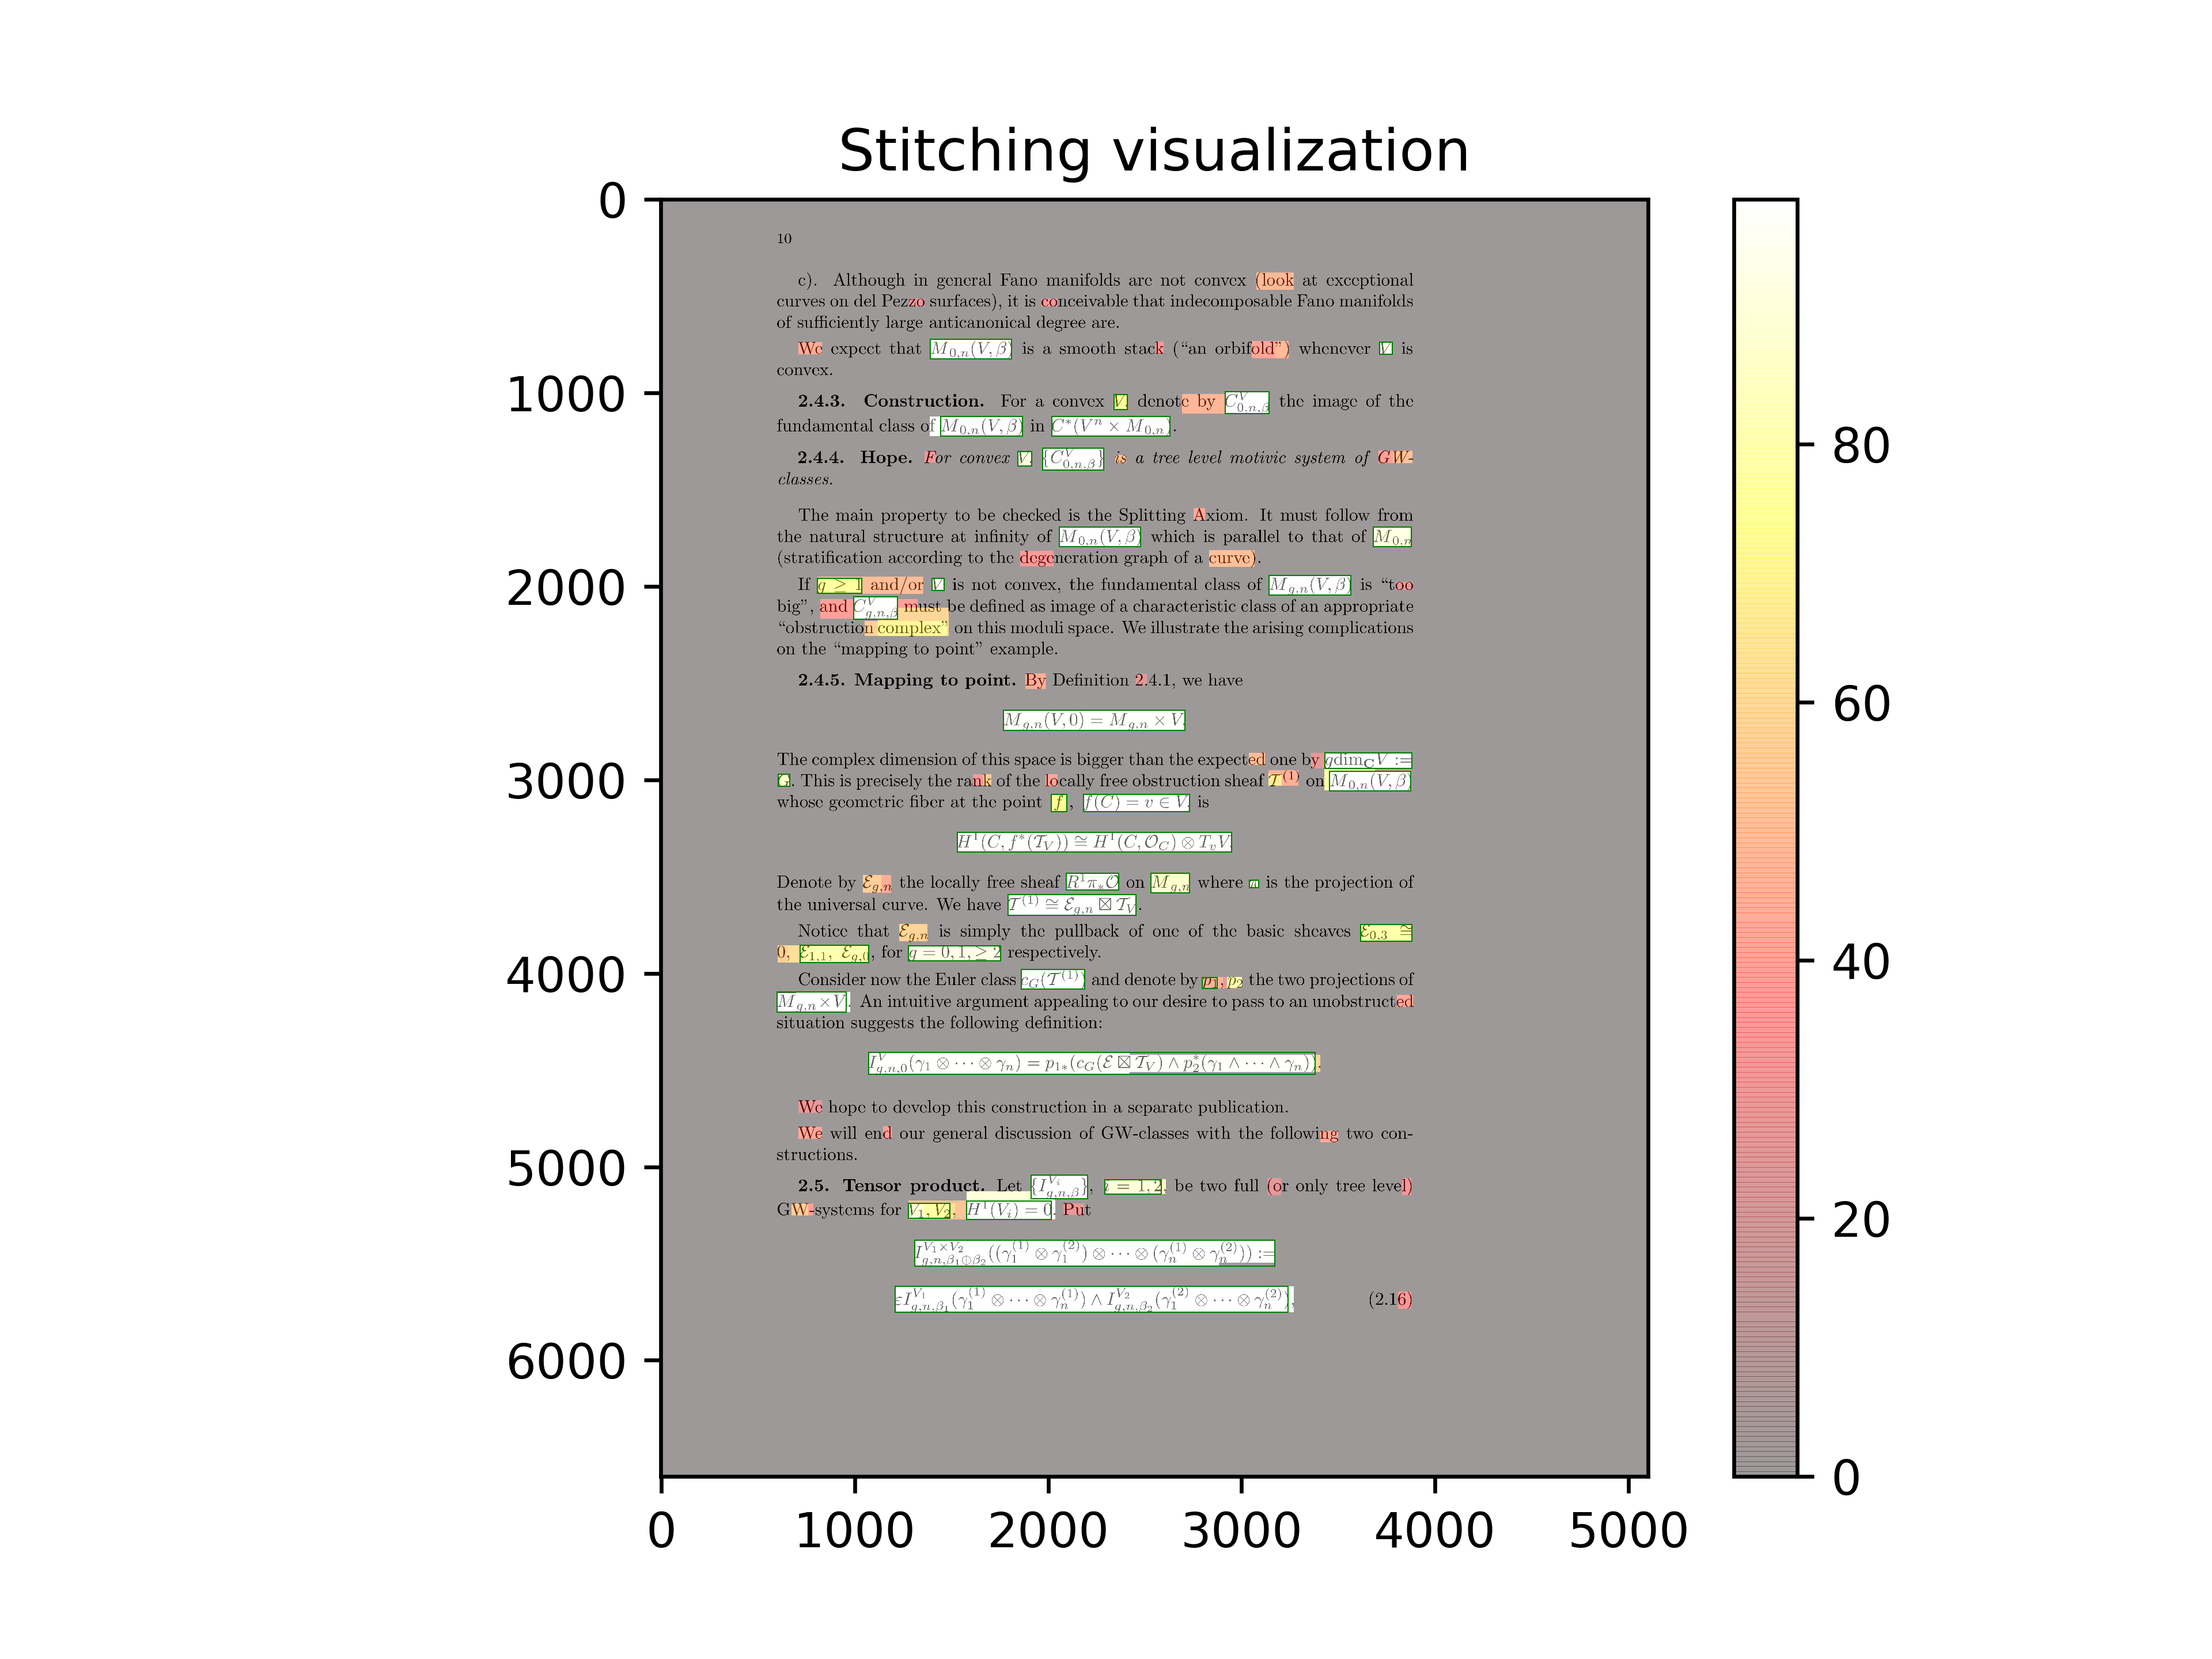 Stitching visualization
10
c). Although in general Fano manifolds are not convex (look at exceptional
curves on del Pezzo surfaces), it is conceivable that indecomposable Fano manifolds
of sufficiently large anticanonical degree are.
We expect that M_{0,n}(V, β) is a smooth stack (“an orbifold”) whenever V is
convex.
2.4.3. Construction. For a convex V, denote by C^V_{0,n,β} the image of the
fundamental class of M_{0,n}(V, β) in C*(V^n × M_{0,n}).
2.4.4. Hope. For convex V, {C^V_{0,n,β}} is a tree level motivic system of GW-
classes.
The main property to be checked is the Splitting Axiom. It must follow from
the natural structure at infinity of M_{0,n}(V, β) which is parallel to that of M_{0,n}
(stratification according to the degeneration graph of a curve).
If g ≥ 1 and/or V is not convex, the fundamental class of M_{g,n}(V, β) is “too
big”, and C^V_{g,n,β} must be defined as image of a characteristic class of an appropriate
“obstruction complex” on this moduli space. We illustrate the arising complications
on the “mapping to point” example.
2.4.5. Mapping to point. By Definition 2.4.1, we have
M_{g,n}(V, 0) = M_{g,n} × V.
The complex dimension of this space is bigger than the expected one by gdim_C V :=
G. This is precisely the rank of the locally free obstruction sheaf 𝒯^{(1)} on M_{0,n}(V, β)
whose geometric fiber at the point f, f(C) = v ∈ V, is
H^1(C, f*(𝒯_V)) ≅ H^1(C, 𝒪_C) ⊗ T_v V.
Denote by ℰ_{g,n} the locally free sheaf R^1π_*𝒪 on M_{g,n} where π is the projection of
the universal curve. We have 𝒯^{(1)} ≅ ℰ_{g,n} ⊠ 𝒯_V.
Notice that ℰ_{g,n} is simply the pullback of one of the basic sheaves ℰ_{0,3} ≅
0, ℰ_{1,1}, ℰ_{g,0}, for g = 0, 1, ≥ 2 respectively.
Consider now the Euler class c_G(𝒯^{(1)}) and denote by p_1, p_2 the two projections of
M_{g,n} × V. An intuitive argument appealing to our desire to pass to an unobstructed
situation suggests the following definition:
I^V_{g,n,0}(γ_1 ⊗ ··· ⊗ γ_n) = p_{1*}(c_G(ℰ ⊠ 𝒯_V) ∧ p_2^*(γ_1 ∧ ··· ∧ γ_n)).
We hope to develop this construction in a separate publication.
We will end our general discussion of GW-classes with the following two con-
structions.
2.5. Tensor product. Let {I^{V_i}_{g,n,β}}, i = 1, 2, be two full (or only tree level)
GW-systems for V_1, V_2, H^1(V_i) = 0. Put
I^{V_1×V_2}_{g,n,β_1⊕β_2}((γ_1^{(1)} ⊗ γ_1^{(2)}) ⊗ ··· ⊗ (γ_n^{(1)} ⊗ γ_n^{(2)})) :=
εI^{V_1}_{g,n,β_1}(γ_1^{(1)} ⊗ ··· ⊗ γ_n^{(1)}) ∧ I^{V_2}_{g,n,β_2}(γ_1^{(2)} ⊗ ··· ⊗ γ_n^{(2)}), (2.16)
0
1000
2000
3000
4000
5000
6000
0 1000 2000 3000 4000 5000
80
60
40
20
0